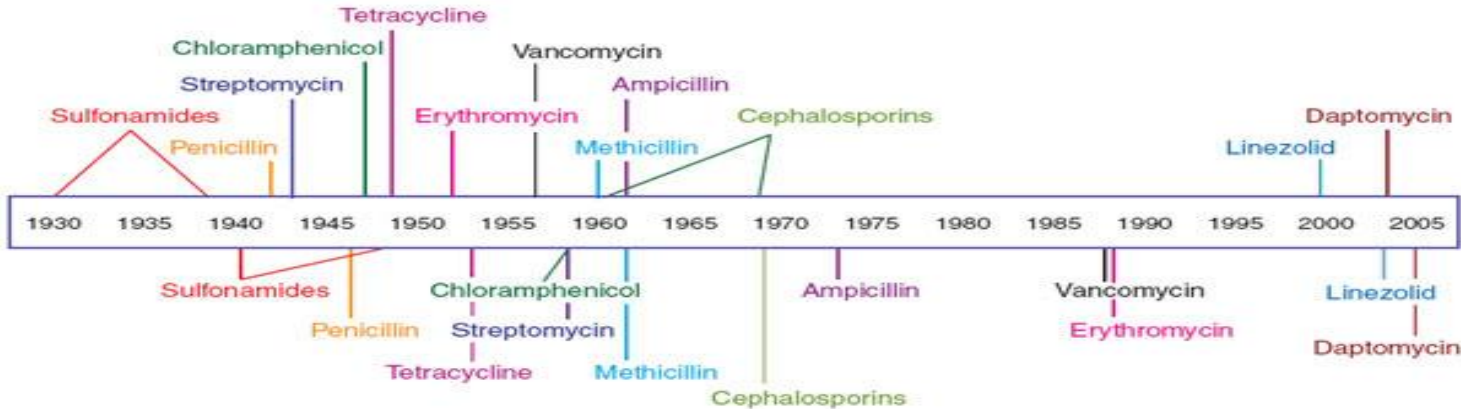 Tetracycline
Chloramphenicol
Vancomycin
Streptomycin
Ampicillin
Sulfonamides
Erythromycin
Cephalosporins
Daptomycin
Penicillin
Methicillin
Linezolid
1930 1935 1940 1945 1950 1955 1960 1965 1970 1975 1980 1985 1990 1995 2000 2005
Sulfonamides
Chloramphenicol
Ampicillin
Vancomycin
Linezolid
Penicillin
Streptomycin
Erythromycin
Daptomycin
Tetracycline
Methicillin
Cephalosporins